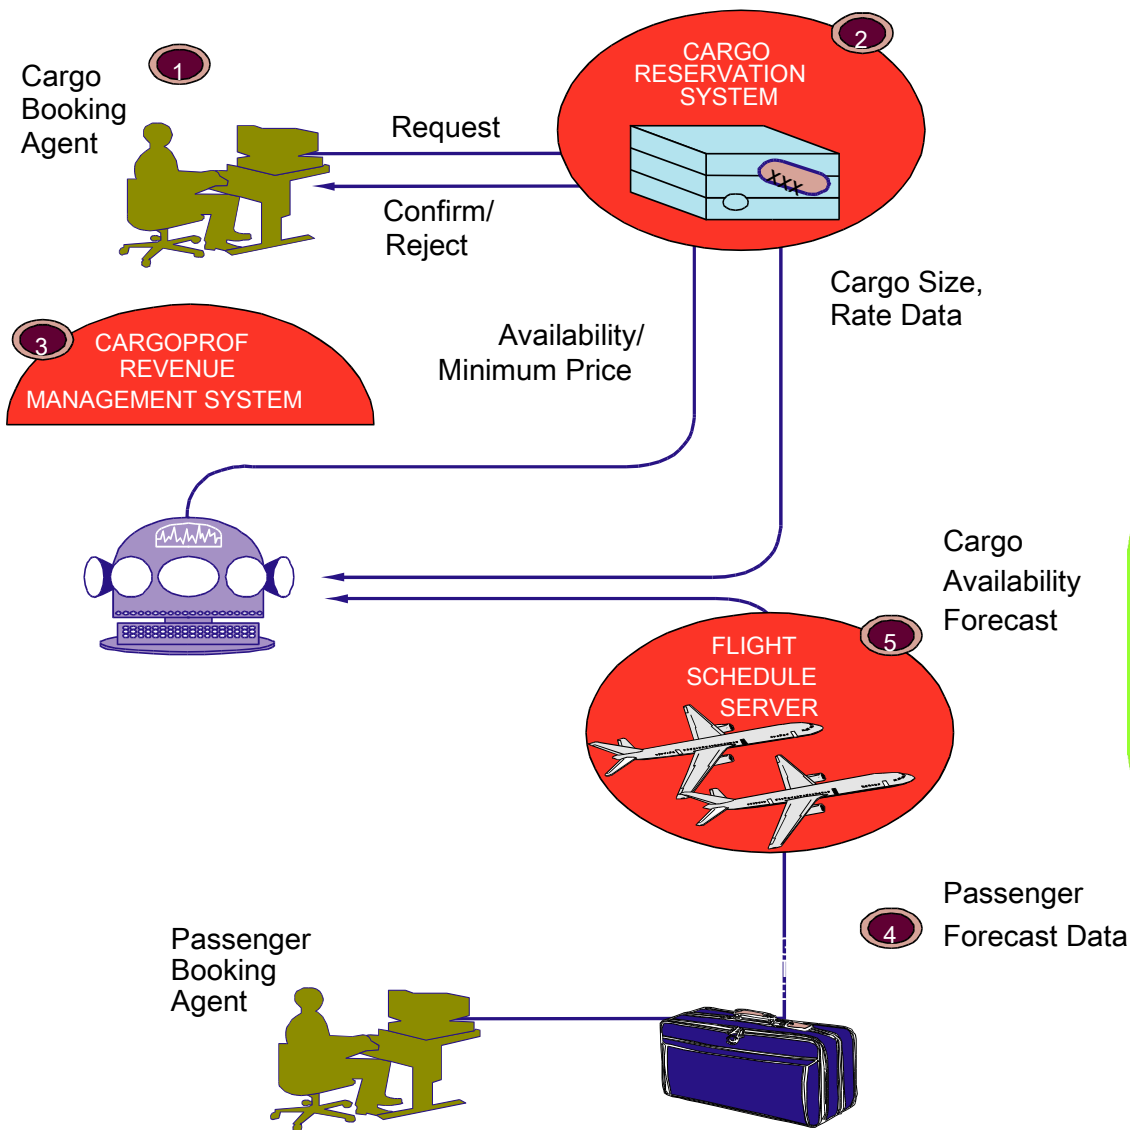 1
Cargo
Booking
Agent
Request
Confirm/
Reject
2
CARGO
RESERVATION
SYSTEM
XXX
Cargo Size,
Rate Data
Availability/
Minimum Price
3
CARGOPROF
REVENUE
MANAGEMENT SYSTEM
Cargo
Availability
Forecast
5
FLIGHT
SCHEDULE
SERVER
4
Passenger
Forecast Data
Passenger
Booking
Agent